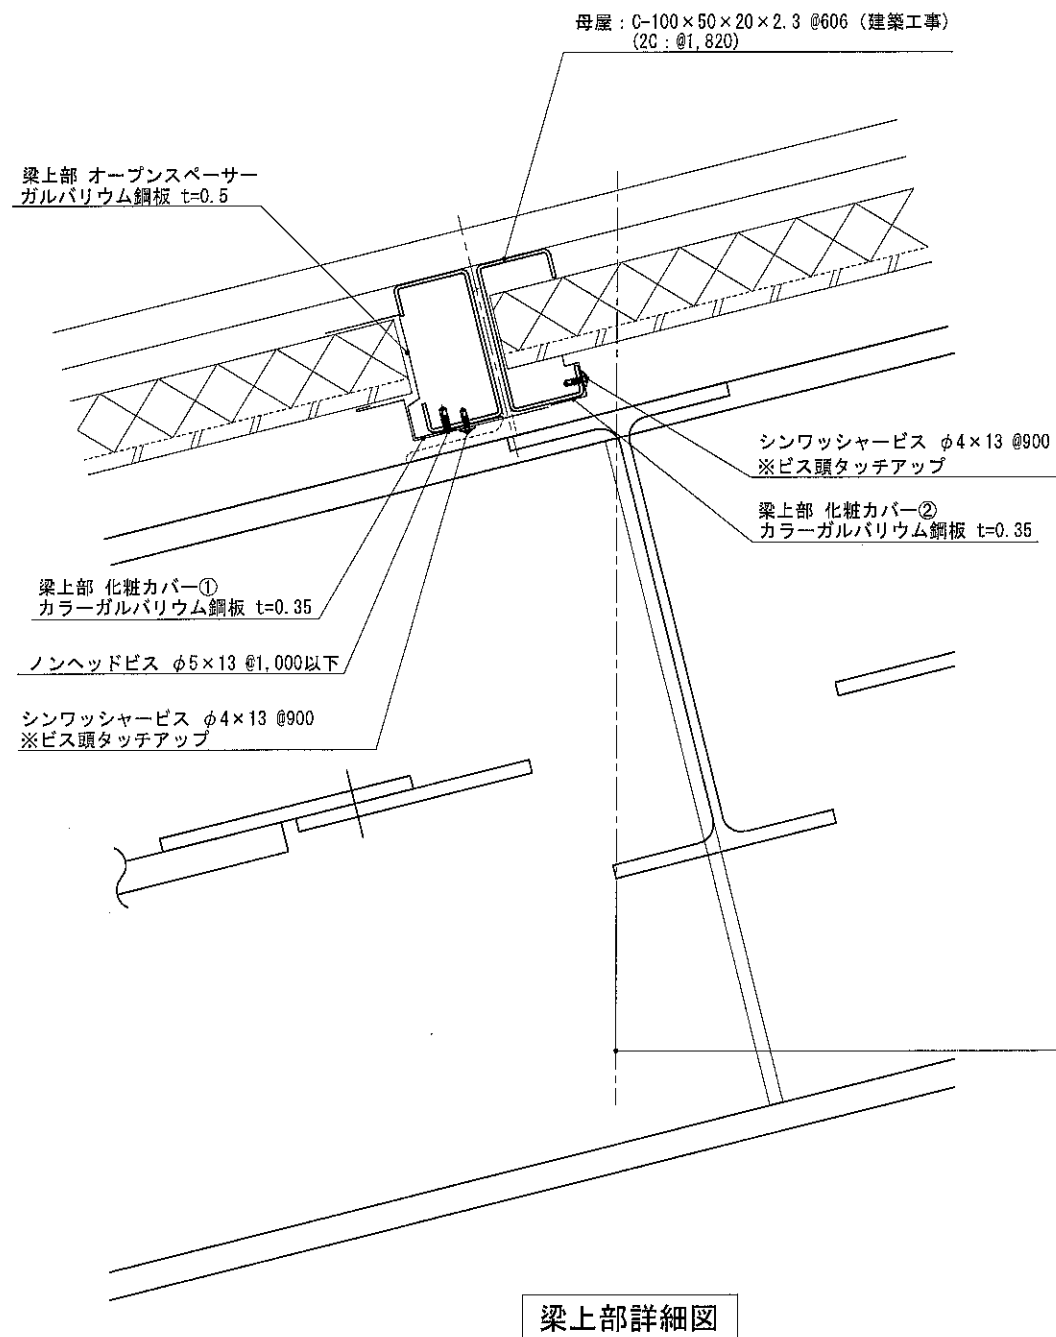 母屋：C-100×50×20×2.3 @606（建築工事）
(2C：@1,820)
梁上部 オープンスペーサー
ガルバリウム鋼板 t=0.5
シンワッシャービス φ4×13 @900
※ビス頭タッチアップ
梁上部 化粧カバー②
カラーガルバリウム鋼板 t=0.35
梁上部 化粧カバー①
カラーガルバリウム鋼板 t=0.35
ノンヘッドビス φ5×13 @1,000以下
シンワッシャービス φ4×13 @900
※ビス頭タッチアップ
梁上部詳細図